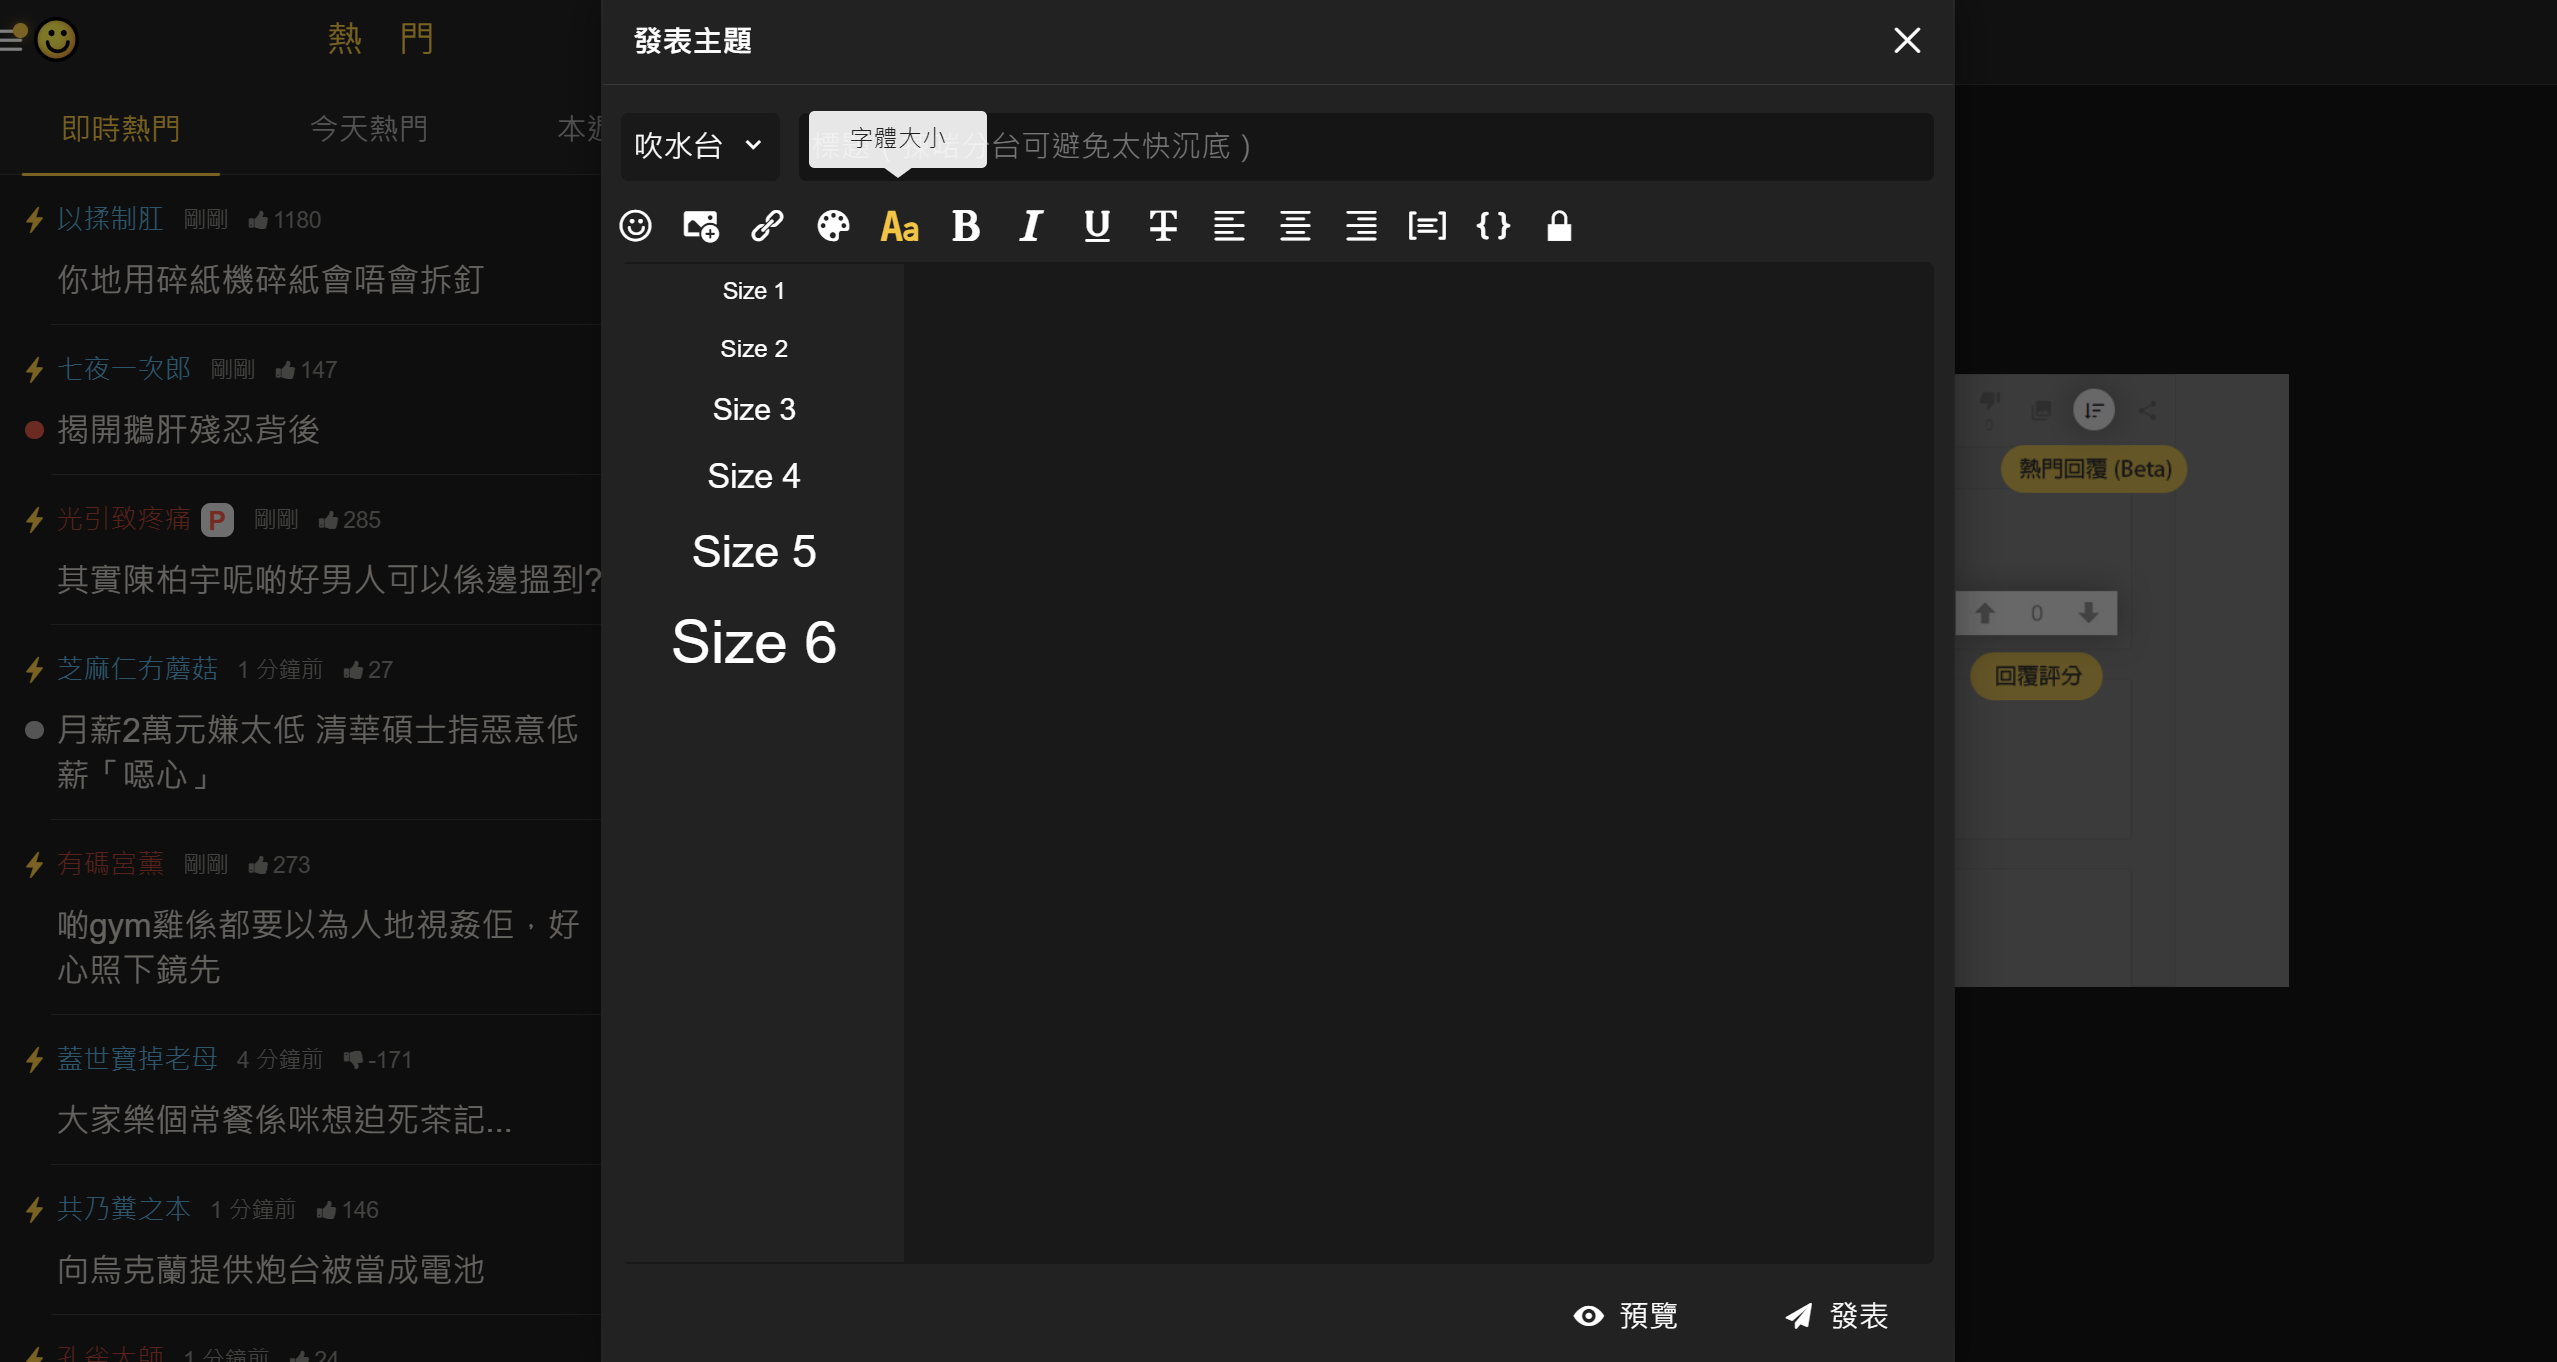 熱 門
即時熱門
今天熱門
本週
以揉制肛 剛剛 1180
你地用碎紙機碎紙會唔會拆釘
七夜一次郎 剛剛 147
揭開鵝肝殘忍背後
光引致疼痛 P 剛剛 285
其實陳柏宇呢啲好男人可以係邊搵到?
芝麻仁冇蘑菇 1 分鐘前 27
月薪2萬元嫌太低 清華碩士指惡意低
薪「噁心」
有碼宮薰 剛剛 273
啲gym雞係都要以為人地視姦佢，好
心照下鏡先
蓋世寶掉老母 4 分鐘前 -171
大家樂個常餐係咪想迫死茶記...
共乃糞之本 1 分鐘前 146
向烏克蘭提供炮台被當成電池
孔雀大師 1 分鐘前 24
發表主題
吹水台
字體大小
分台可避免太快沉底 )
Aa B I U T
Size 1
Size 2
Size 3
Size 4
Size 5
Size 6
預覽
發表
0
熱門回覆 (Beta)
0
回覆評分